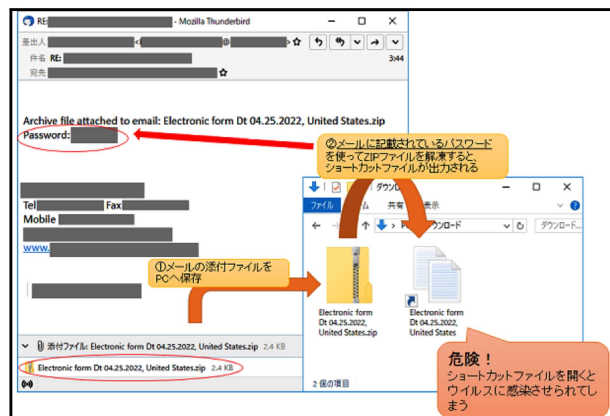 RE: - Mozilla Thunderbird
差出人 < @ >
件名 RE: 3:44
宛先
Archive file attached to email: Electronic form Dt 04.25.2022, United States.zip
Password:
②メールに記載されているパスワード
を使ってZIPファイルを解凍すると、
ショートカットファイルが出力される
Tel Fax
Mobile
www.
①メールの添付ファイルを
PCへ保存
ファイル 共有 表示
ダウンロード
ダウンロード...
Electronic form
Dt 04.25.2022,
United States.zip
Electronic form
Dt 04.25.2022,
United States
添付ファイル: Electronic form Dt 04.25.2022, United States.zip 2.4 KB
Electronic form Dt 04.25.2022, United States.zip 2.4 KB
2 個の項目
危険！
ショートカットファイルを開くと
ウイルスに感染させられてし
まう